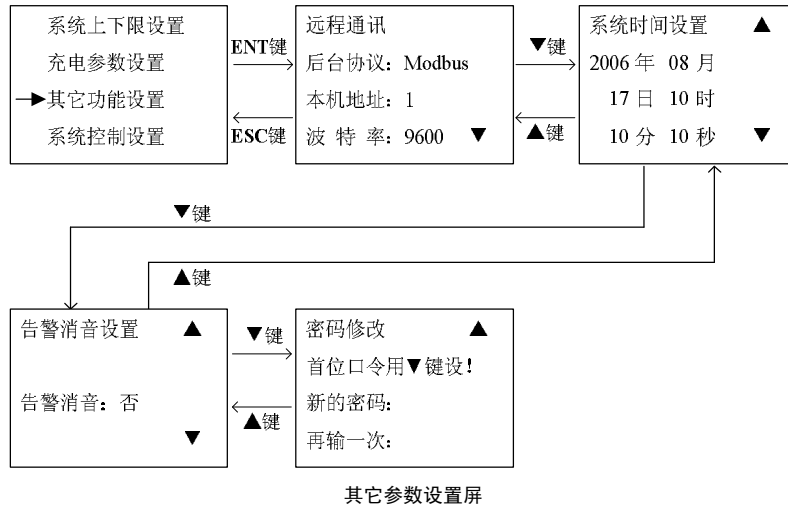 系统上下限设置
充电参数设置
其它功能设置
系统控制设置
ENT键
ESC键
远程通讯
后台协议：Modbus
本机地址：1
波 特 率：9600 ▼
▼键
▲键
系统时间设置 ▲
2006 年 08 月
17 日 10 时
10 分 10 秒 ▼
▼键
▲键
告警消音设置 ▲
告警消音：否
▼
▼键
▲键
密码修改 ▲
首位口令用▼键设！
新的密码：
再输一次：
其它参数设置屏